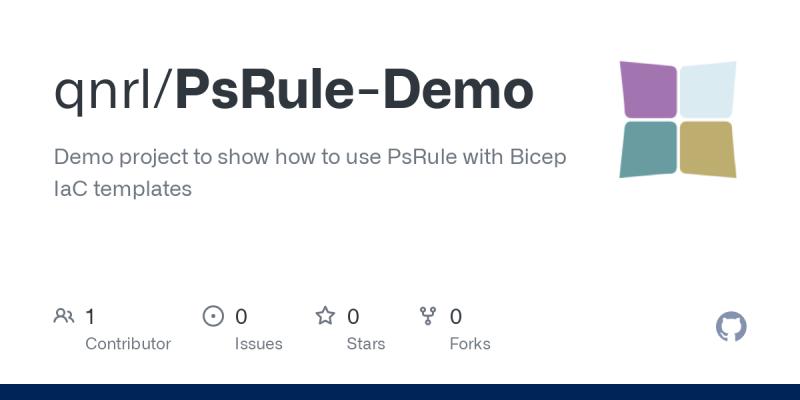 qnrl/PsRule-Demo
Demo project to show how to use PsRule with Bicep
IaC templates
1
Contributor
0
Issues
0
Stars
0
Forks